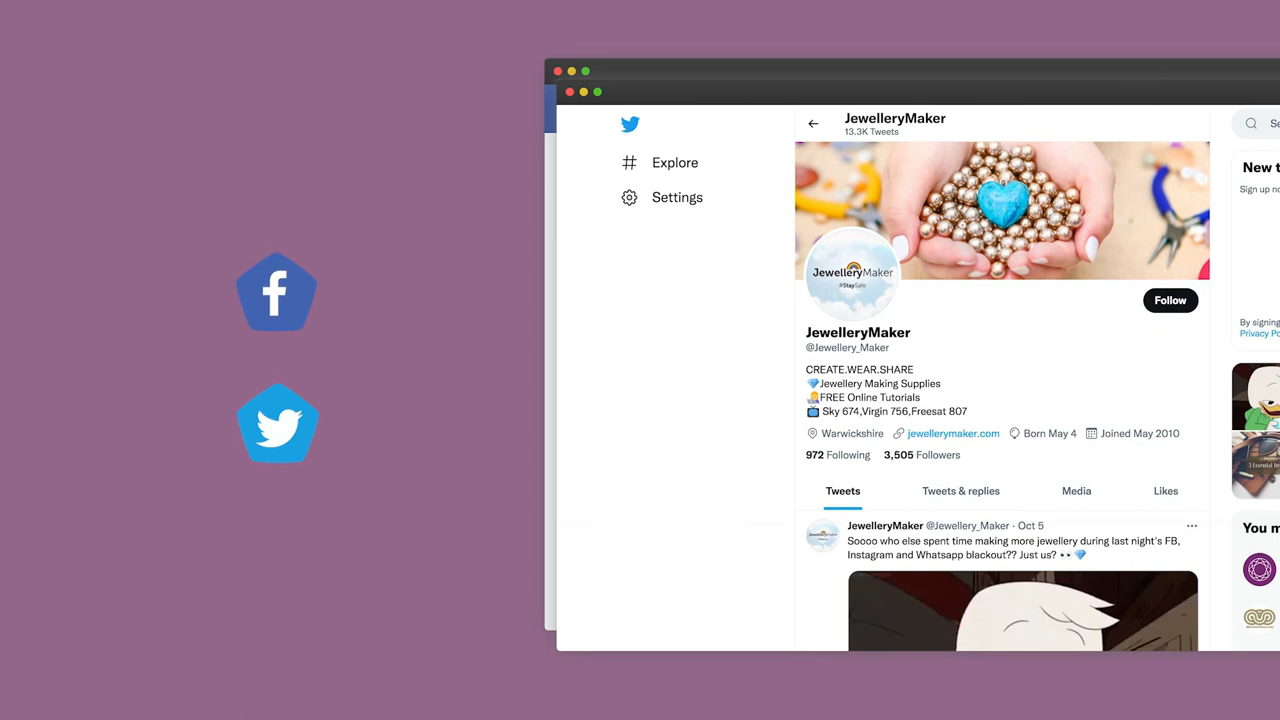 JewelleryMaker
13.3K Tweets
Explore
Settings
Se
New t
Sign up no
JewelleryMaker
#StaySafe
Follow
By signing
Privacy Po
JewelleryMaker
@Jewellery_Maker
CREATE.WEAR.SHARE
💎Jewellery Making Supplies
👩‍🎨FREE Online Tutorials
📺 Sky 674,Virgin 756,Freesat 807
Warwickshire jewellerymaker.com Born May 4 Joined May 2010
972 Following 3,505 Followers
Tweets Tweets & replies Media Likes
JewelleryMaker @Jewellery_Maker · Oct 5
Soooo who else spent time making more jewellery during last night's FB,
Instagram and Whatsapp blackout?? Just us? 👀 💎
You m